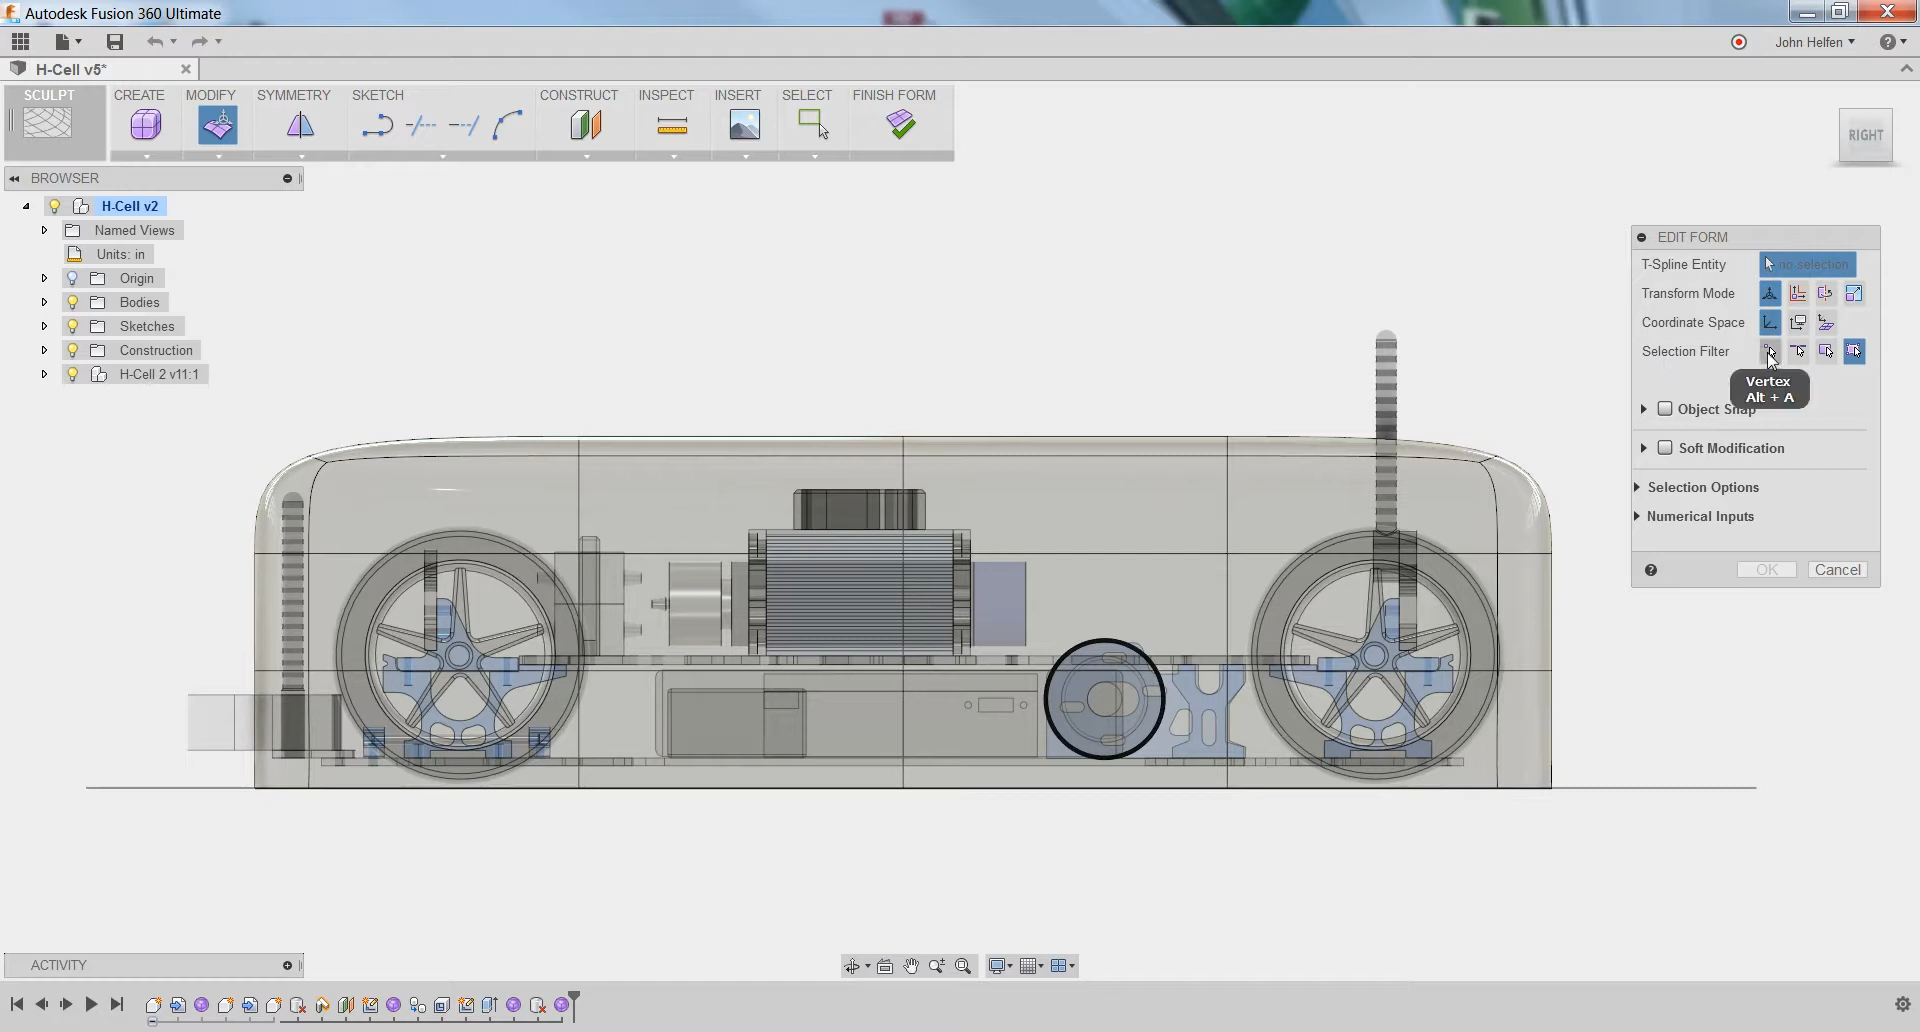 Autodesk Fusion 360 Ultimate
John Helfen
H-Cell v5*
SCULPT
CREATE
MODIFY
SYMMETRY
SKETCH
CONSTRUCT
INSPECT
INSERT
SELECT
FINISH FORM
RIGHT
BROWSER
H-Cell v2
Named Views
Units: in
Origin
Bodies
Sketches
Construction
H-Cell 2 v11:1
EDIT FORM
T-Spline Entity
no selection
Transform Mode
Coordinate Space
Selection Filter
Vertex
Alt + A
Object Snap
Soft Modification
Selection Options
Numerical Inputs
OK
Cancel
ACTIVITY